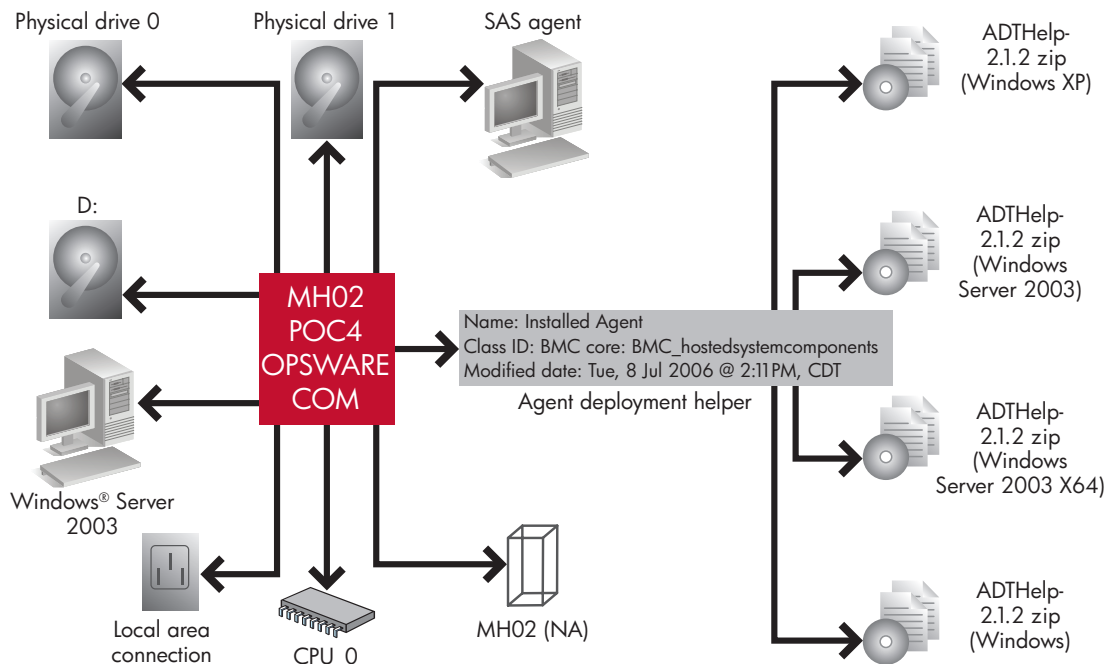 Physical drive 0
Physical drive 1
SAS agent
D:
MH02
POC4
OPSWARE
COM
Windows® Server
2003
Local area
connection
CPU_0
MH02 (NA)
Name: Installed Agent
Class ID: BMC core: BMC_hostedsystemcomponents
Modified date: Tue, 8 Jul 2006 @ 2:11PM, CDT
Agent deployment helper
ADTHelp-
2.1.2 zip
(Windows XP)
ADTHelp-
2.1.2 zip
(Windows
Server 2003)
ADTHelp-
2.1.2 zip
(Windows
Server 2003 X64)
ADTHelp-
2.1.2 zip
(Windows)